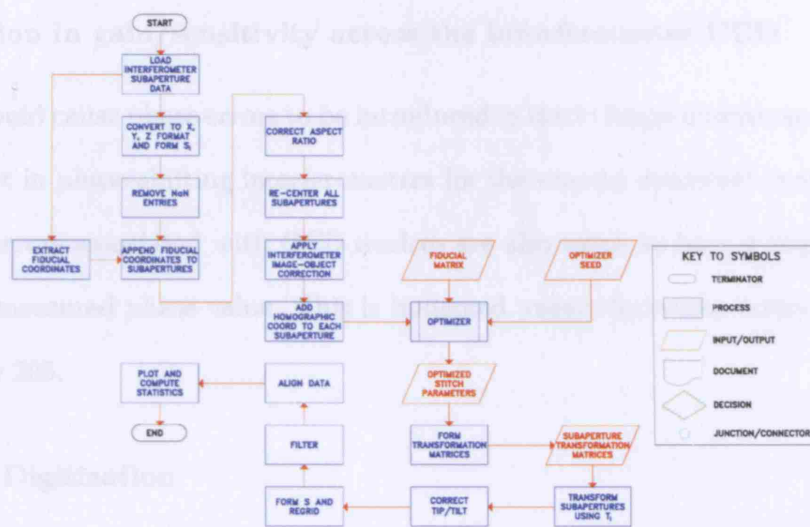 START
LOAD
INTERFEROMETER
SUBAPERTURE
DATA
CONVERT TO X,
Y, Z FORMAT
AND FORM Sᵢ
REMOVE NaN
ENTRIES
EXTRACT
FIDUCIAL
COORDINATES
APPEND FIDUCIAL
COORDINATES TO
SUBAPERTURES
CORRECT ASPECT
RATIO
RE-CENTER ALL
SUBAPERTURES
APPLY
INTERFEROMETER
IMAGE-OBJECT
CORRECTION
ADD
HOMOGRAPHIC
COORD TO EACH
SUBAPERTURE
FIDUCIAL
MATRIX
OPTIMIZER
SEED
OPTIMIZER
OPTIMIZED
STITCH
PARAMETERS
FORM
TRANSFORMATION
MATRICES
SUBAPERTURE
TRANSFORMATION
MATRICES
TRANSFORM
SUBAPERTURES
USING Tᵢ
CORRECT
TIP/TILT
FORM S AND
REGRID
FILTER
ALIGN DATA
PLOT AND
COMPUTE
STATISTICS
END
KEY TO SYMBOLS
TERMINATOR
PROCESS
INPUT/OUTPUT
DOCUMENT
DECISION
JUNCTION/CONNECTOR